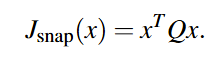 J_snap(x) = x^T Qx.